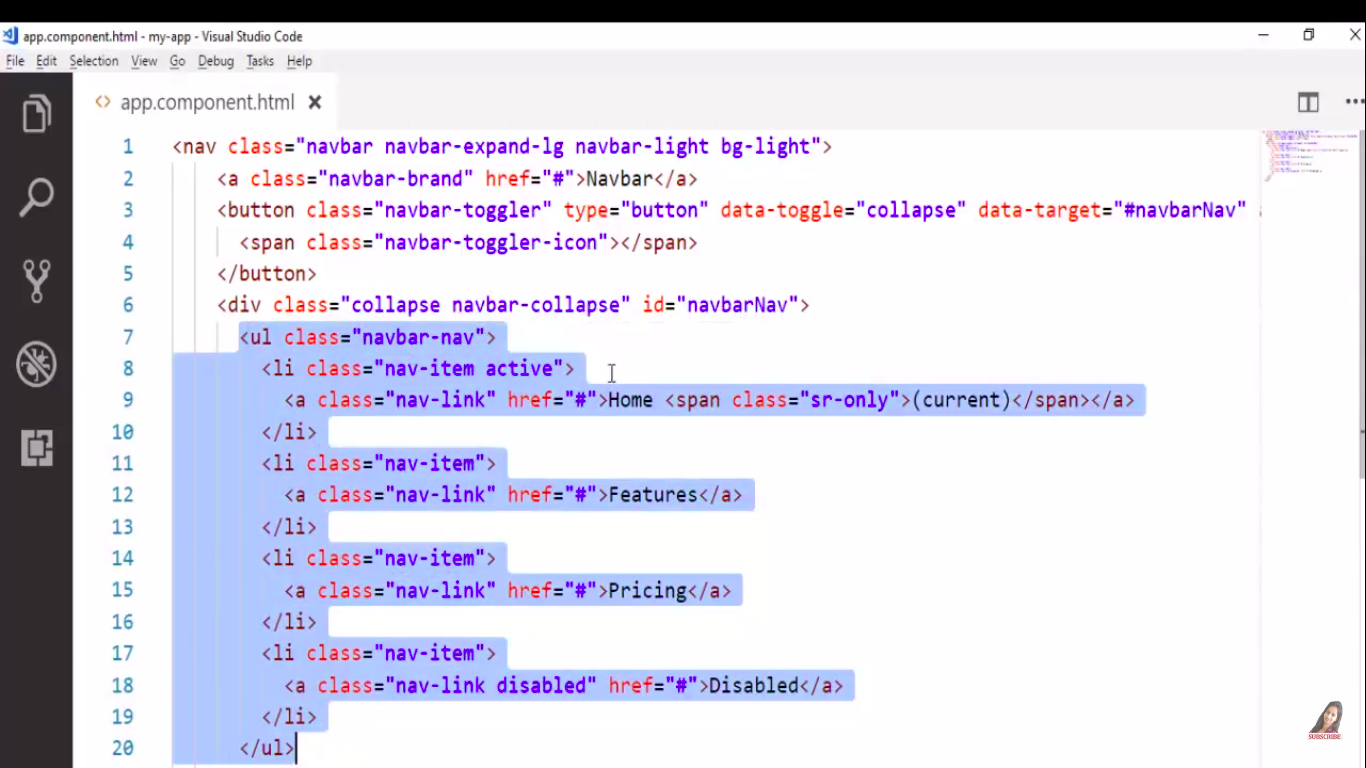 app.component.html - my-app - Visual Studio Code
File Edit Selection View Go Debug Tasks Help
<> app.component.html
1 <nav class="navbar navbar-expand-lg navbar-light bg-light">
2 <a class="navbar-brand" href="#">Navbar</a>
3 <button class="navbar-toggler" type="button" data-toggle="collapse" data-target="#navbarNav"
4 <span class="navbar-toggler-icon"></span>
5 </button>
6 <div class="collapse navbar-collapse" id="navbarNav">
7 <ul class="navbar-nav">
8 <li class="nav-item active">
9 <a class="nav-link" href="#">Home <span class="sr-only">(current)</span></a>
10 </li>
11 <li class="nav-item">
12 <a class="nav-link" href="#">Features</a>
13 </li>
14 <li class="nav-item">
15 <a class="nav-link" href="#">Pricing</a>
16 </li>
17 <li class="nav-item">
18 <a class="nav-link disabled" href="#">Disabled</a>
19 </li>
20 </ul>
SUBSCRIBE